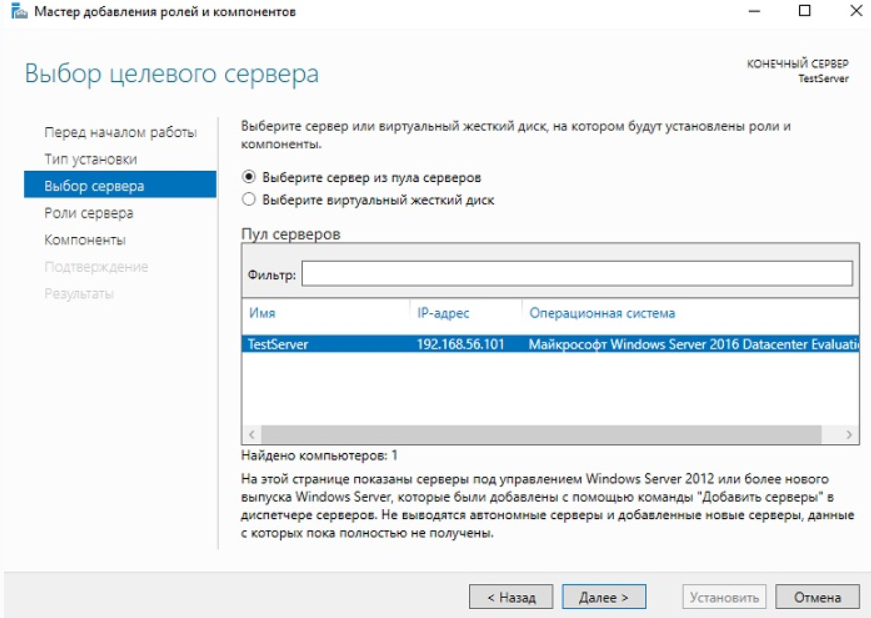 Мастер добавления ролей и компонентов
Выбор целевого сервера
КОНЕЧНЫЙ СЕРВЕР
TestServer
Перед началом работы
Тип установки
Выбор сервера
Роли сервера
Компоненты
Подтверждение
Результаты
Выберите сервер или виртуальный жесткий диск, на котором будут установлены роли и
компоненты.
Выберите сервер из пула серверов
Выберите виртуальный жесткий диск
Пул серверов
Фильтр:
Имя IP-адрес Операционная система
TestServer 192.168.56.101 Майкрософт Windows Server 2016 Datacenter Evaluati
Найдено компьютеров: 1
На этой странице показаны серверы под управлением Windows Server 2012 или более нового
выпуска Windows Server, которые были добавлены с помощью команды "Добавить серверы" в
диспетчере серверов. Не выводятся автономные серверы и добавленные новые серверы, данные
с которых пока полностью не получены.
< Назад Далее > Установить Отмена